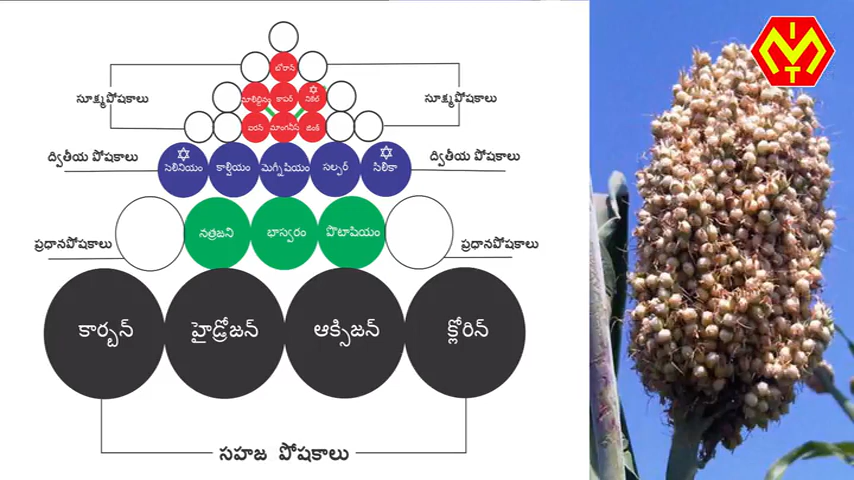 బోరాన్
సూక్ష్మపోషకాలు
మాలిబ్డినం కాపర్ నికెల్
సూక్ష్మపోషకాలు
ఐరన్ మాంగనీస్ జింక్
ద్వితీయ పోషకాలు
సెలినియం కాల్షియం మెగ్నీషియం సల్ఫర్ సిలికా
ద్వితీయ పోషకాలు
ప్రధానపోషకాలు
నత్రజని భాస్వరం పొటాషియం
ప్రధానపోషకాలు
కార్బన్ హైడ్రోజన్ ఆక్సిజన్ క్లోరిన్
సహజ పోషకాలు